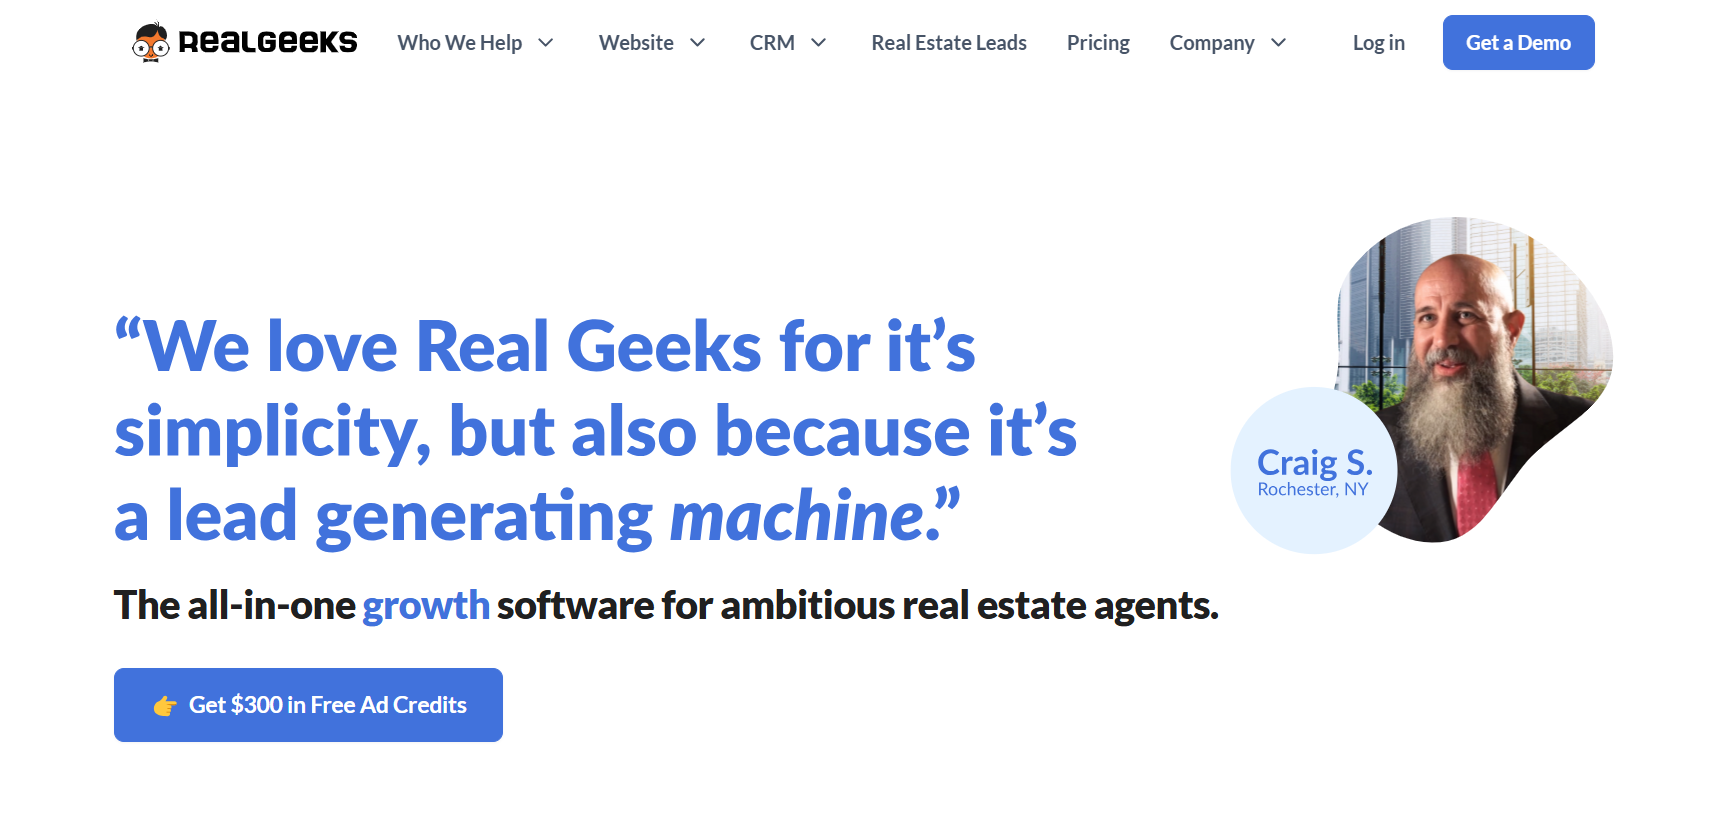 REALGEEKS
Who We Help
Website
CRM
Real Estate Leads
Pricing
Company
Log in
Get a Demo
“We love Real Geeks for it’s
simplicity, but also because it’s
a lead generating machine.”
Craig S.
Rochester, NY
The all-in-one growth software for ambitious real estate agents.
👉 Get $300 in Free Ad Credits